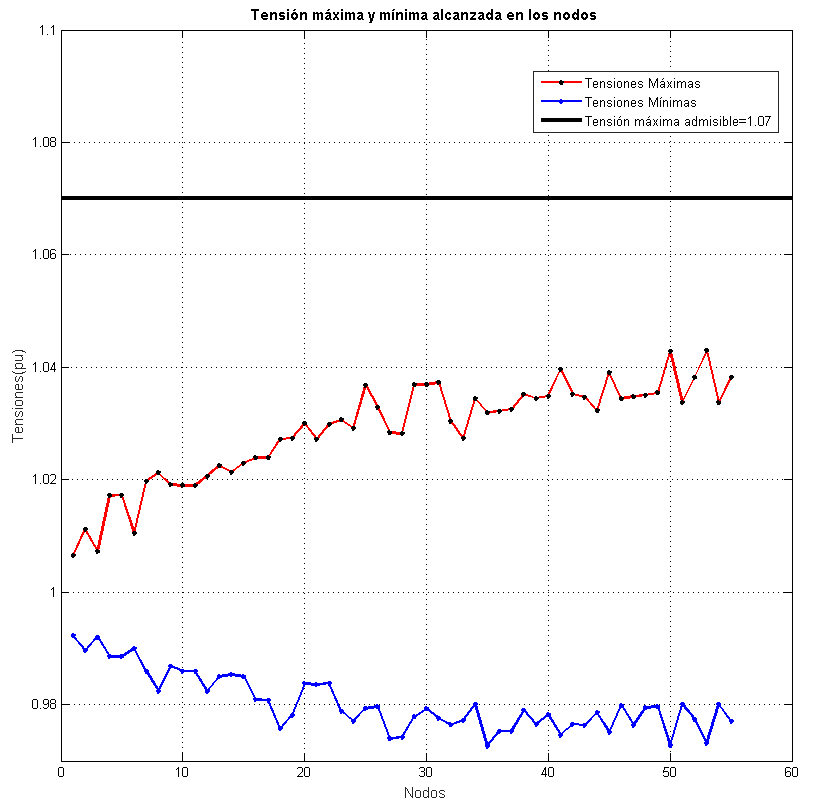 Tensión máxima y mínima alcanzada en los nodos
1.1
Tensiones Máximas
Tensiones Mínimas
Tensión máxima admisible=1.07
1.08
1.06
1.04
1.02
1
0.98
Tensiones(pu)
0 10 20 30 40 50 60
Nodos